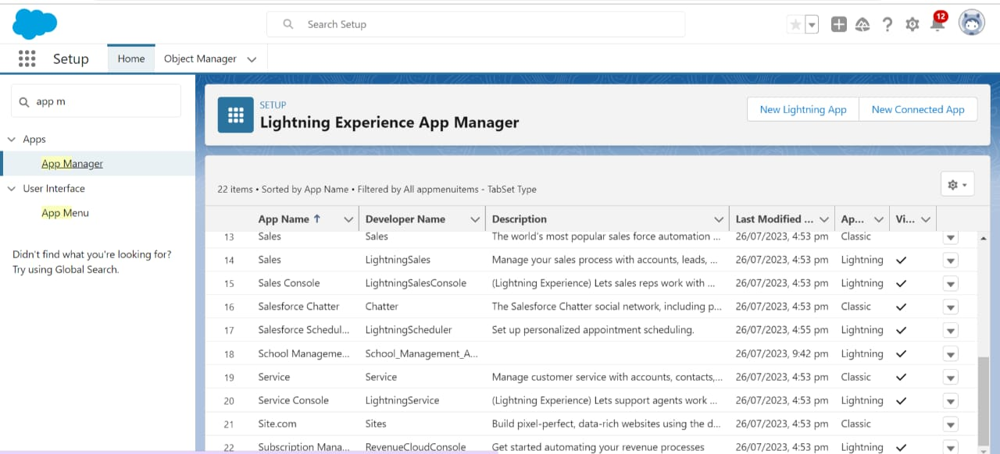 Search Setup
12
Setup
Home
Object Manager
app m
Apps
App Manager
User Interface
App Menu
Didn't find what you're looking for?
Try using Global Search.
SETUP
Lightning Experience App Manager
New Lightning App
New Connected App
22 items • Sorted by App Name • Filtered by All appmenuitems - TabSet Type
App Name ↑ Developer Name Description Last Modified ... Ap... Vi...
13 Sales Sales The world's most popular sales force automation ... 26/07/2023, 4:53 pm Classic
14 Sales LightningSales Manage your sales process with accounts, leads, ... 26/07/2023, 4:53 pm Lightning
15 Sales Console LightningSalesConsole (Lightning Experience) Lets sales reps work with ... 26/07/2023, 4:53 pm Lightning
16 Salesforce Chatter Chatter The Salesforce Chatter social network, including p... 26/07/2023, 4:53 pm Classic
17 Salesforce Schedul... LightningScheduler Set up personalized appointment scheduling. 26/07/2023, 4:55 pm Lightning
18 School Manageme... School_Management_A... 26/07/2023, 9:42 pm Lightning
19 Service Service Manage customer service with accounts, contacts,... 26/07/2023, 4:53 pm Classic
20 Service Console LightningService (Lightning Experience) Lets support agents work ... 26/07/2023, 4:53 pm Lightning
21 Site.com Sites Build pixel-perfect, data-rich websites using the d... 26/07/2023, 4:53 pm Classic
22 Subscription Mana... RevenueCloudConsole Get started automating your revenue processes 26/07/2023, 4:53 pm Lightning